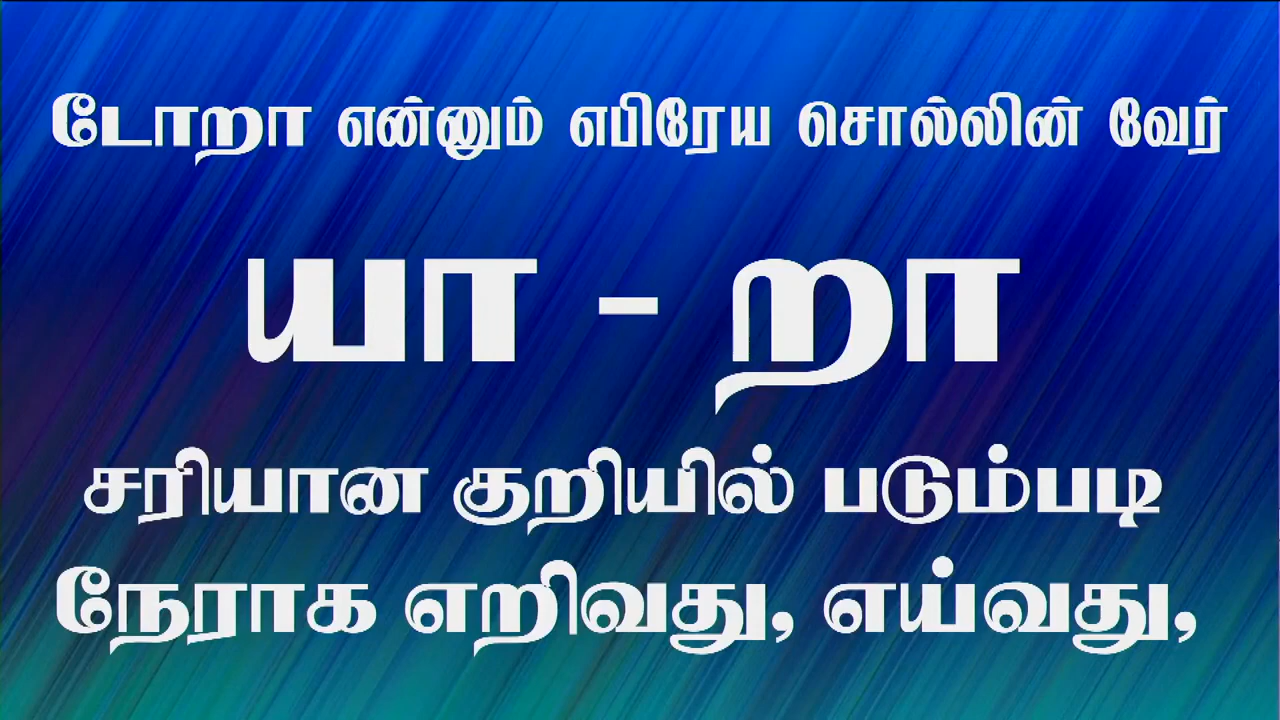 டோறா என்னும் எபிரேய சொல்லின் வேர்
யா - றா
சரியான குறியில் படும்படி
நேராக எறிவது, எய்வது,